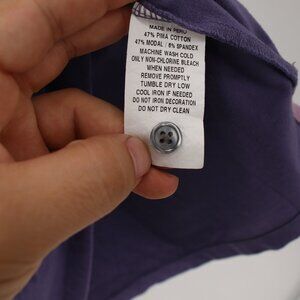 MADE IN PERU
47% PIMA COTTON
47% MODAL / 6% SPANDEX
MACHINE WASH COLD
ONLY NON-CHLORINE BLEACH
WHEN NEEDED
REMOVE PROMPTLY
TUMBLE DRY LOW
COOL IRON IF NEEDED
DO NOT IRON DECORATION
DO NOT DRY CLEAN